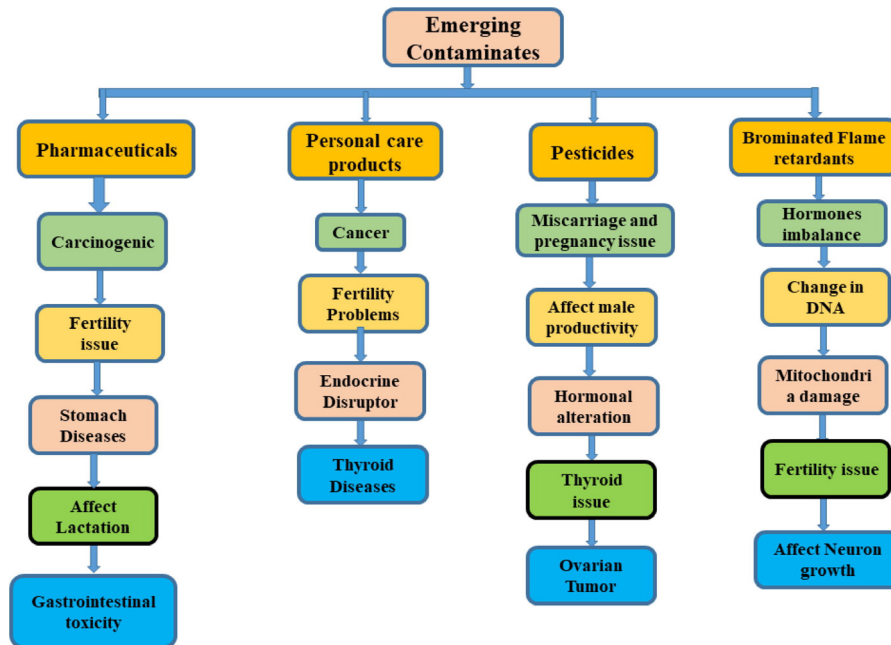 Emerging
Contaminates
Pharmaceuticals
Carcinogenic
Fertility
issue
Stomach
Diseases
Affect
Lactation
Gastrointestinal
toxicity
Personal care
products
Cancer
Fertility
Problems
Endocrine
Disruptor
Thyroid
Diseases
Pesticides
Miscarriage and
pregnancy issue
Affect male
productivity
Hormonal
alteration
Thyroid
issue
Ovarian
Tumor
Brominated Flame
retardants
Hormones
imbalance
Change in
DNA
Mitochondri
a damage
Fertility issue
Affect Neuron
growth